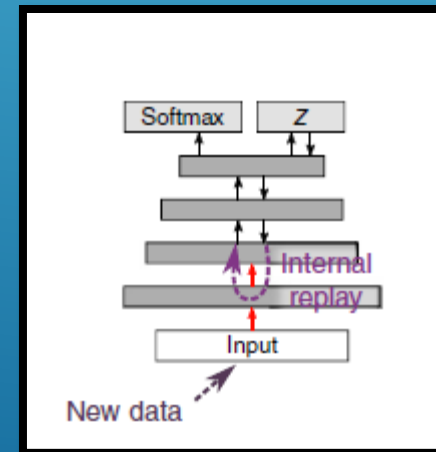 Softmax
Z
Internal
replay
Input
New data